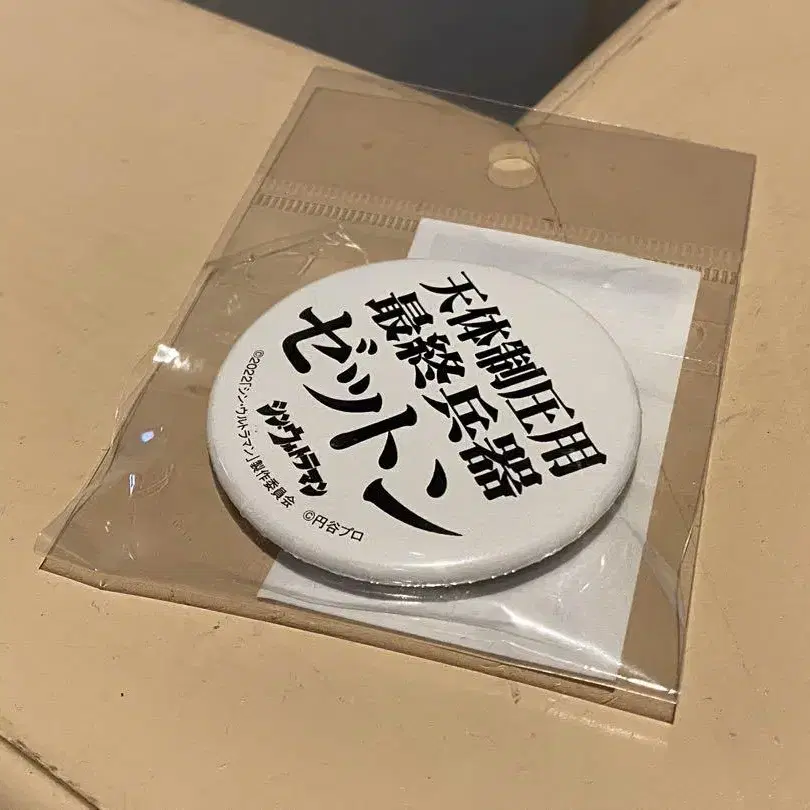 天体制圧用
最終兵器
ゼットン
シン・ウルトラマン
©2022「シン・ウルトラマン」製作委員会
©円谷プロ